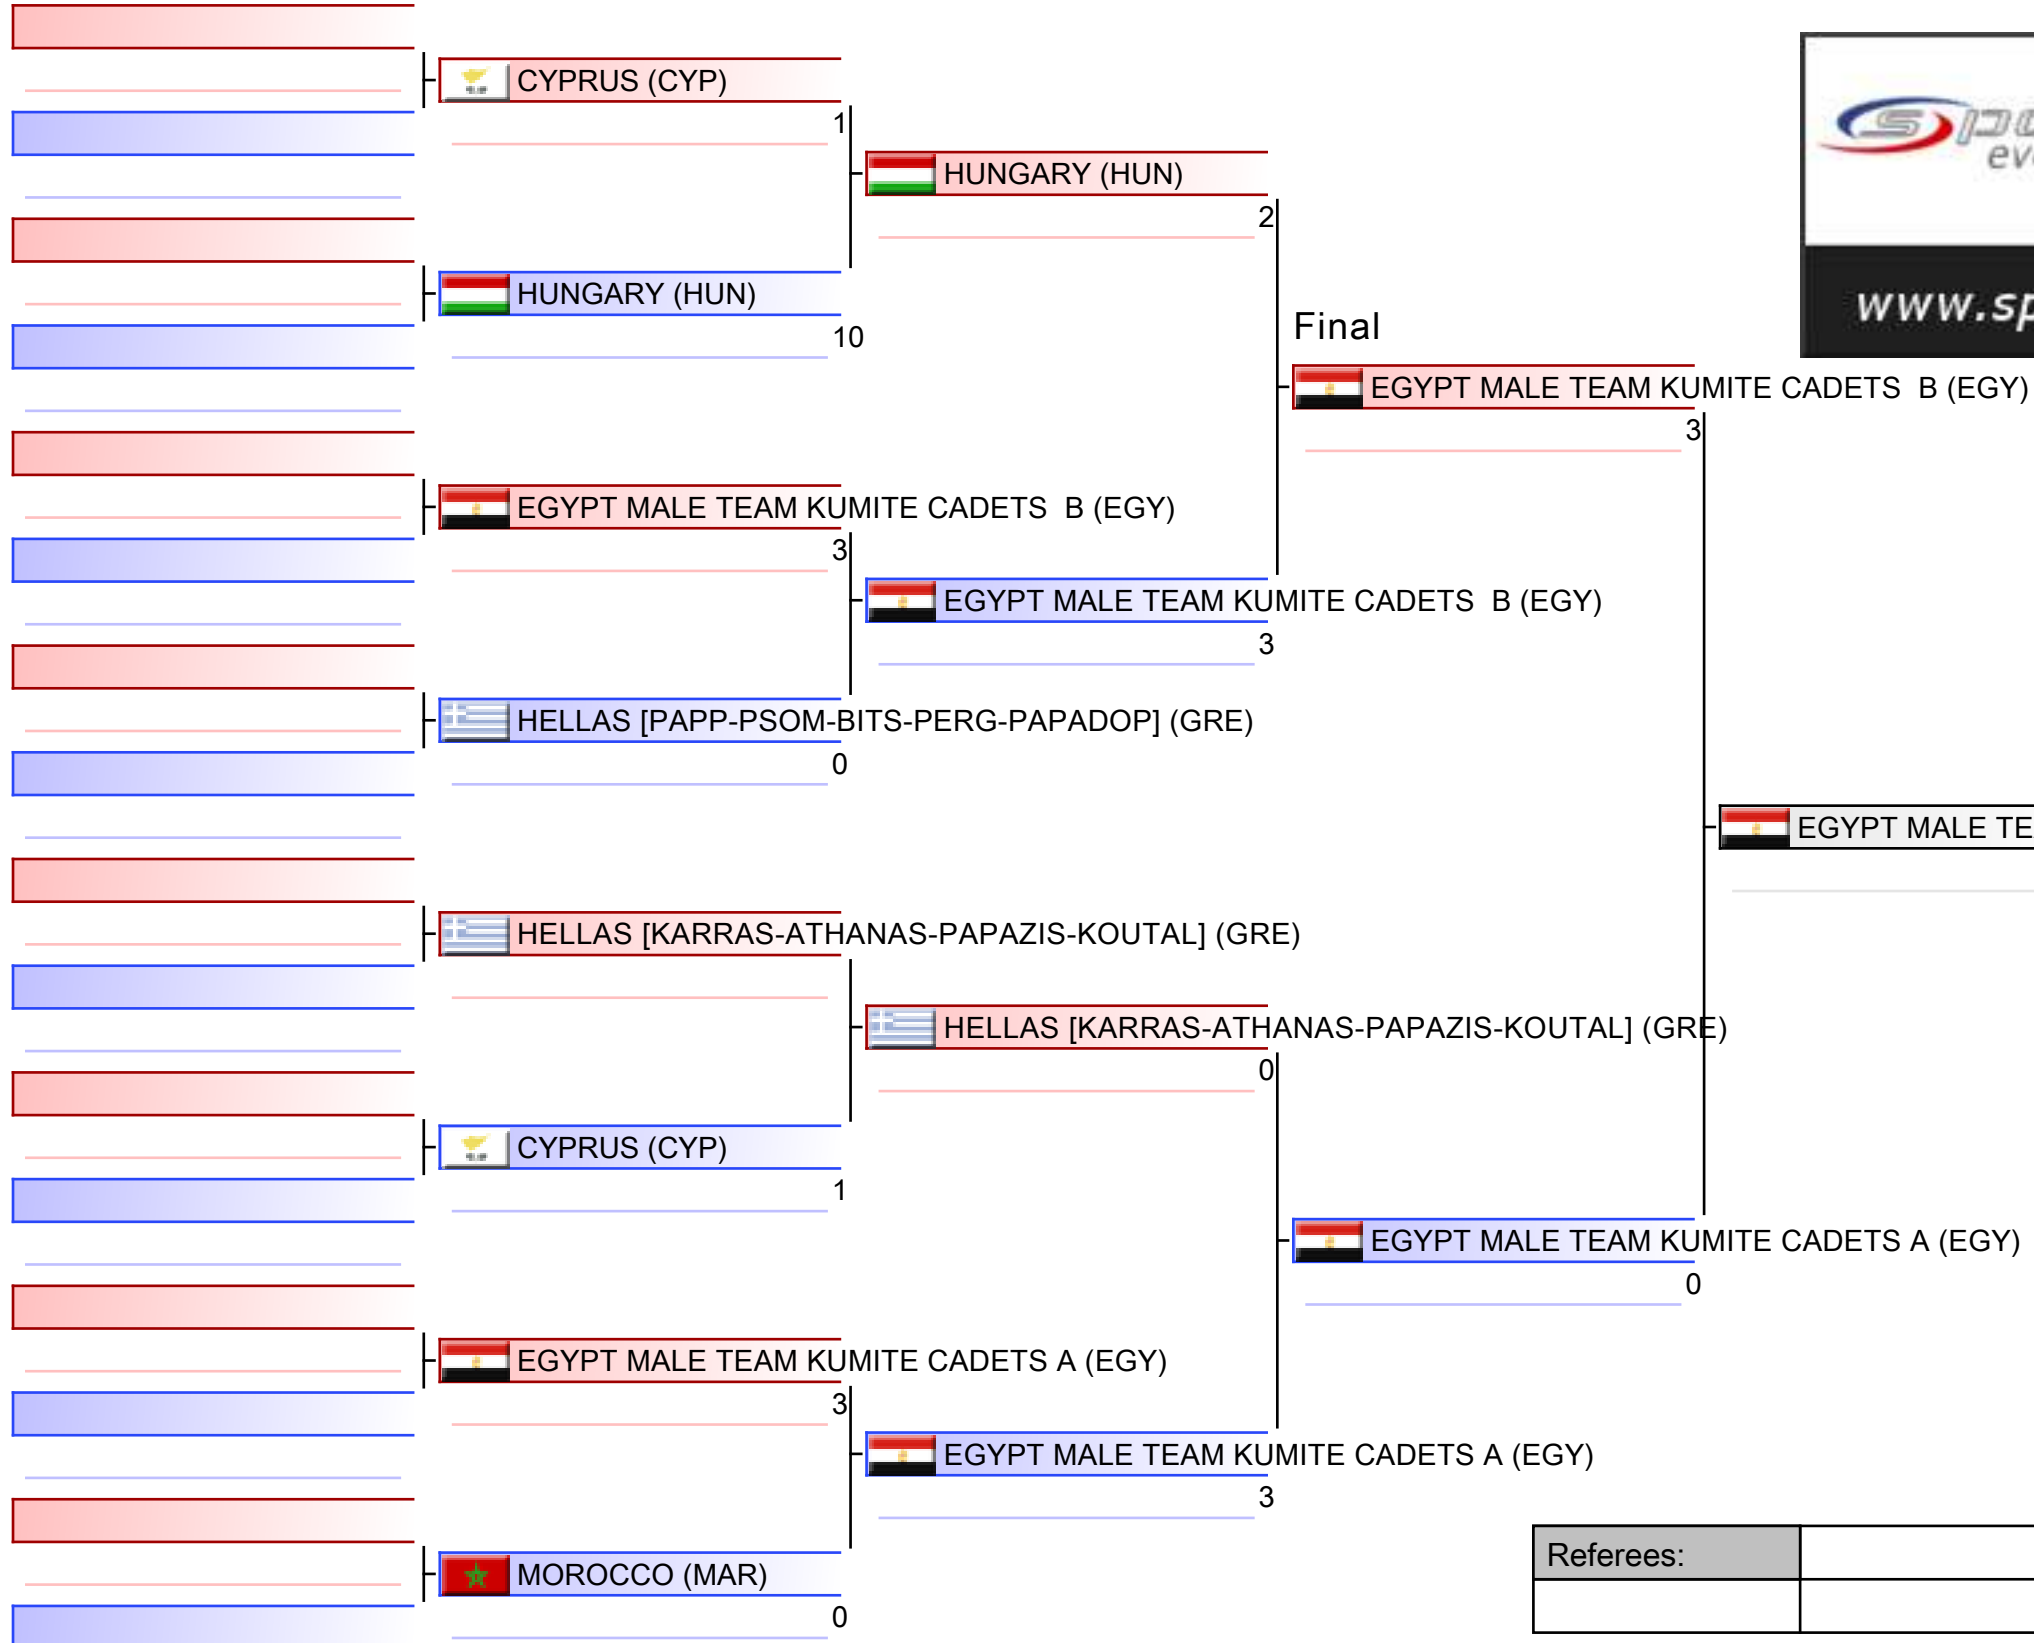 CYPRUS (CYP)
1
HUNGARY (HUN)
2
HUNGARY (HUN)
10
Final
EGYPT MALE TEAM KUMITE CADETS  B (EGY)
3
EGYPT MALE TEAM KUMITE CADETS  B (EGY)
3
EGYPT MALE TEAM KUMITE CADETS  B (EGY)
3
HELLAS [PAPP-PSOM-BITS-PERG-PAPADOP] (GRE)
0
EGYPT MALE TE
HELLAS [KARRAS-ATHANAS-PAPAZIS-KOUTAL] (GRE)
HELLAS [KARRAS-ATHANAS-PAPAZIS-KOUTAL] (GRE)
0
CYPRUS (CYP)
1
EGYPT MALE TEAM KUMITE CADETS A (EGY)
0
EGYPT MALE TEAM KUMITE CADETS A (EGY)
3
EGYPT MALE TEAM KUMITE CADETS A (EGY)
3
MOROCCO (MAR)
0
Referees:
www.sp